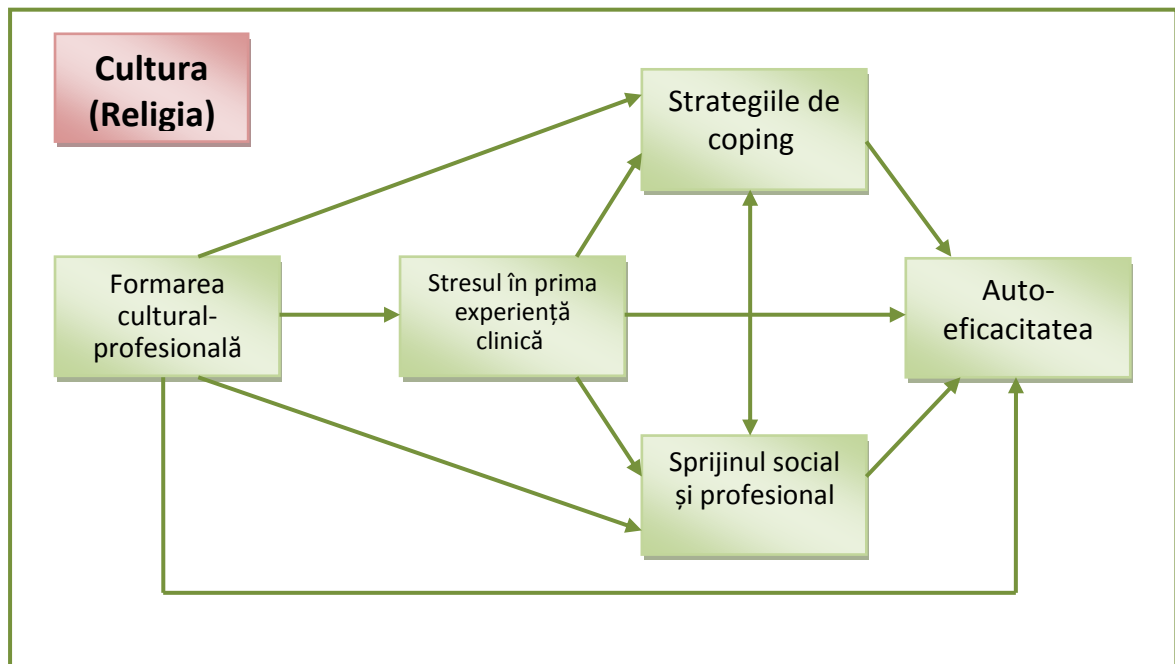 Cultura
(Religia)
Strategiile de
coping
Formarea
cultural-
profesională
Stresul în prima
experiență
clinică
Auto-
eficacitatea
Sprijinul social
și profesional